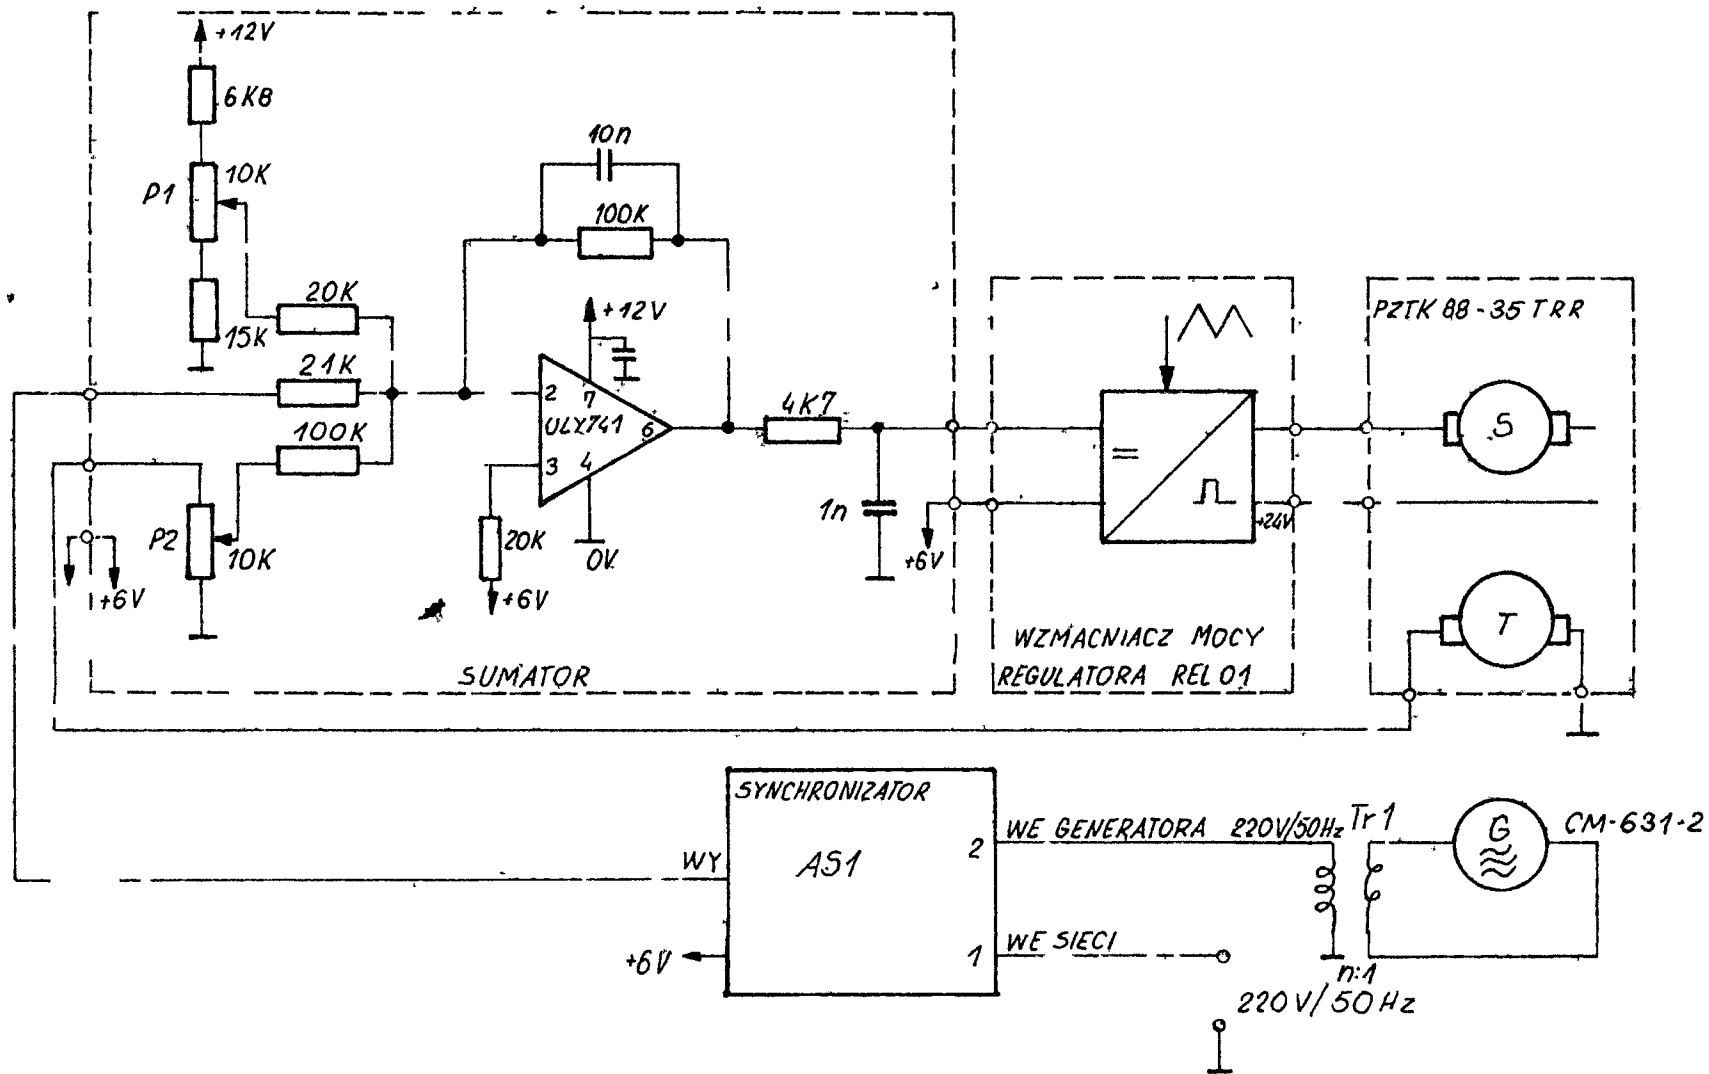 +12V
6K8
P1
10K
15K
20K
21K
100K
P2
10K
+6V
10n
100K
+12V
2
7
ULY741
6
3
4
20K
+6V
0V
4K7
1n
+6V
SUMATOR
=
+24V
WZMACNIACZ MOCY
REGULATORA REL 01
PZTK 88-35 TRR
S
T
SYNCHRONIZATOR
AS1
WY
+6V
2
1
WE GENERATORA 220V/50Hz
WE SIECI
Tr1
n:1
220V/50Hz
G
CM-631-2